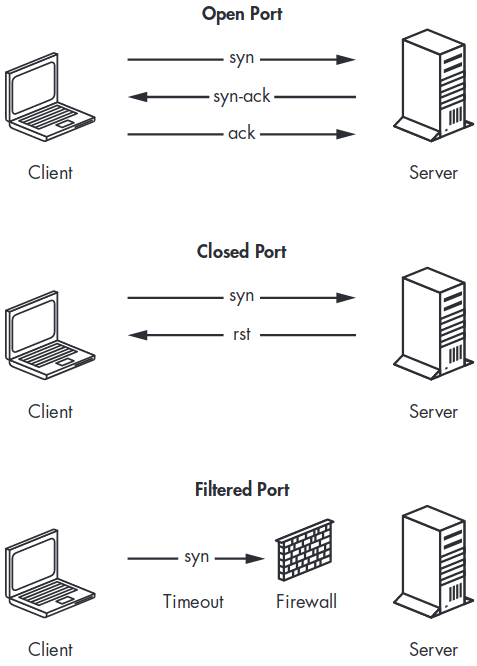 Open Port
syn
syn-ack
ack
Client Server
Closed Port
syn
rst
Client Server
Filtered Port
syn
Timeout Firewall
Client Server